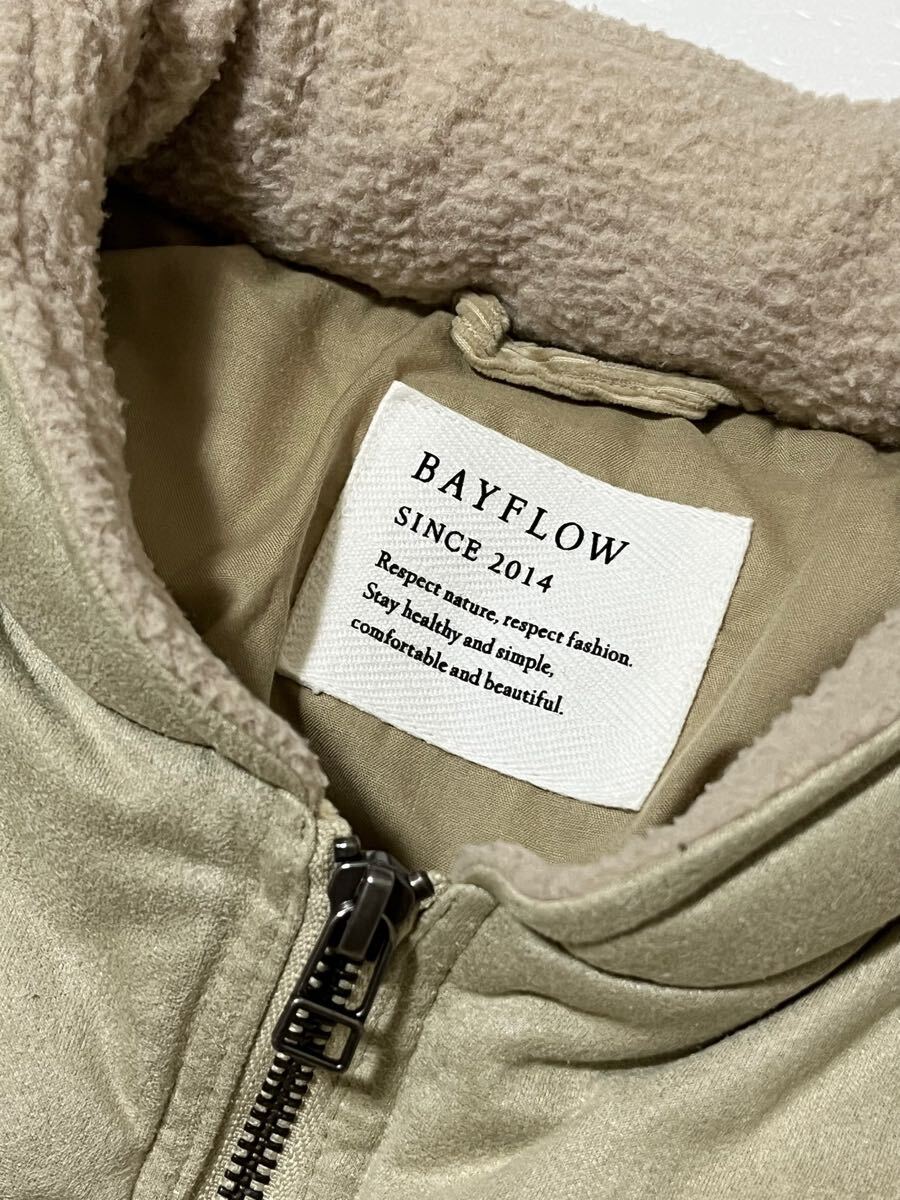 BAYFLOW
SINCE 2014
Respect nature, respect fashion.
Stay healthy and simple,
comfortable and beautiful.